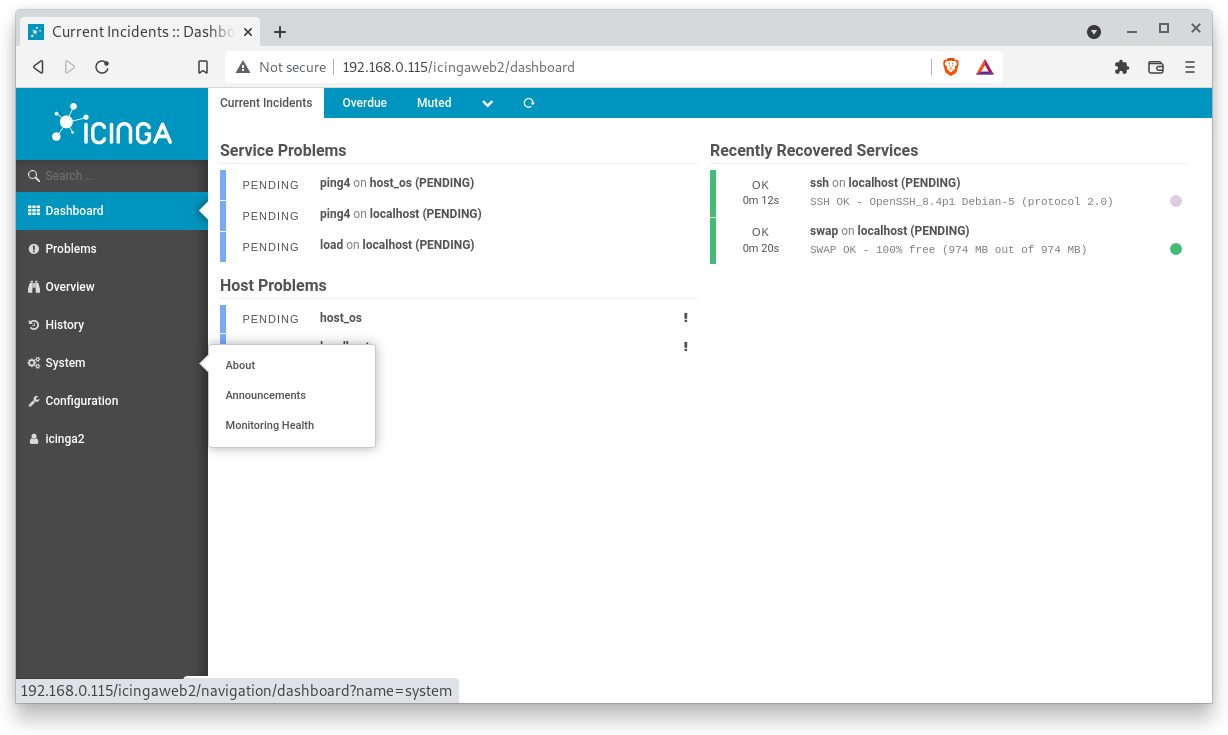 Current Incidents :: Dashbo
Not secure
192.168.0.115/icingaweb2/dashboard
ICINGA
Search ...
Dashboard
Problems
Overview
History
System
Configuration
icinga2
Current Incidents
Overdue
Muted
Service Problems
PENDING ping4 on host_os (PENDING)
PENDING ping4 on localhost (PENDING)
PENDING load on localhost (PENDING)
Host Problems
PENDING host_os !
!
About
Announcements
Monitoring Health
Recently Recovered Services
OK ssh on localhost (PENDING)
0m 12s SSH OK - OpenSSH_8.4p1 Debian-5 (protocol 2.0)
OK swap on localhost (PENDING)
0m 20s SWAP OK - 100% free (974 MB out of 974 MB)
192.168.0.115/icingaweb2/navigation/dashboard?name=system